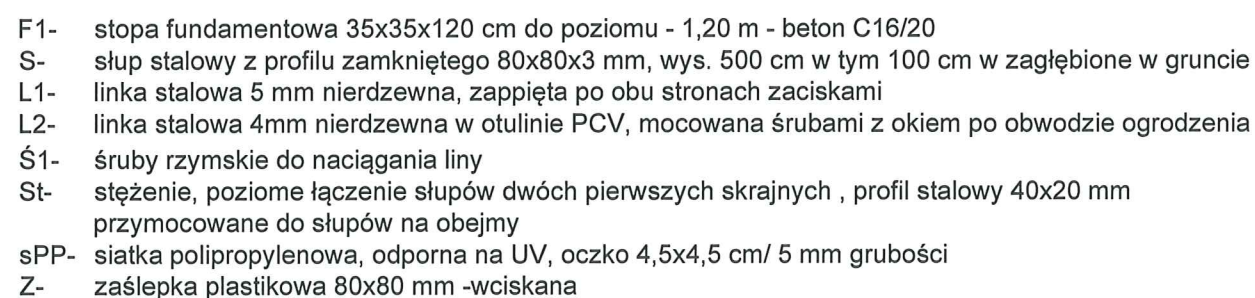 F1- stopa fundamentowa 35x35x120 cm do poziomu - 1,20 m - beton C16/20
S- słup stalowy z profilu zamkniętego 80x80x3 mm, wys. 500 cm w tym 100 cm w zagłębione w gruncie
L1- linka stalowa 5 mm nierdzewna, zappięta po obu stronach zaciskami
L2- linka stalowa 4mm nierdzewna w otulinie PCV, mocowana śrubami z okiem po obwodzie ogrodzenia
Ś1- śruby rzymskie do naciągania liny
St- stężenie, poziome łączenie słupów dwóch pierwszych skrajnych , profil stalowy 40x20 mm
przymocowane do słupów na obejmy
sPP- siatka polipropylenowa, odporna na UV, oczko 4,5x4,5 cm/ 5 mm grubości
Z- zaślepka plastikowa 80x80 mm -wciskana